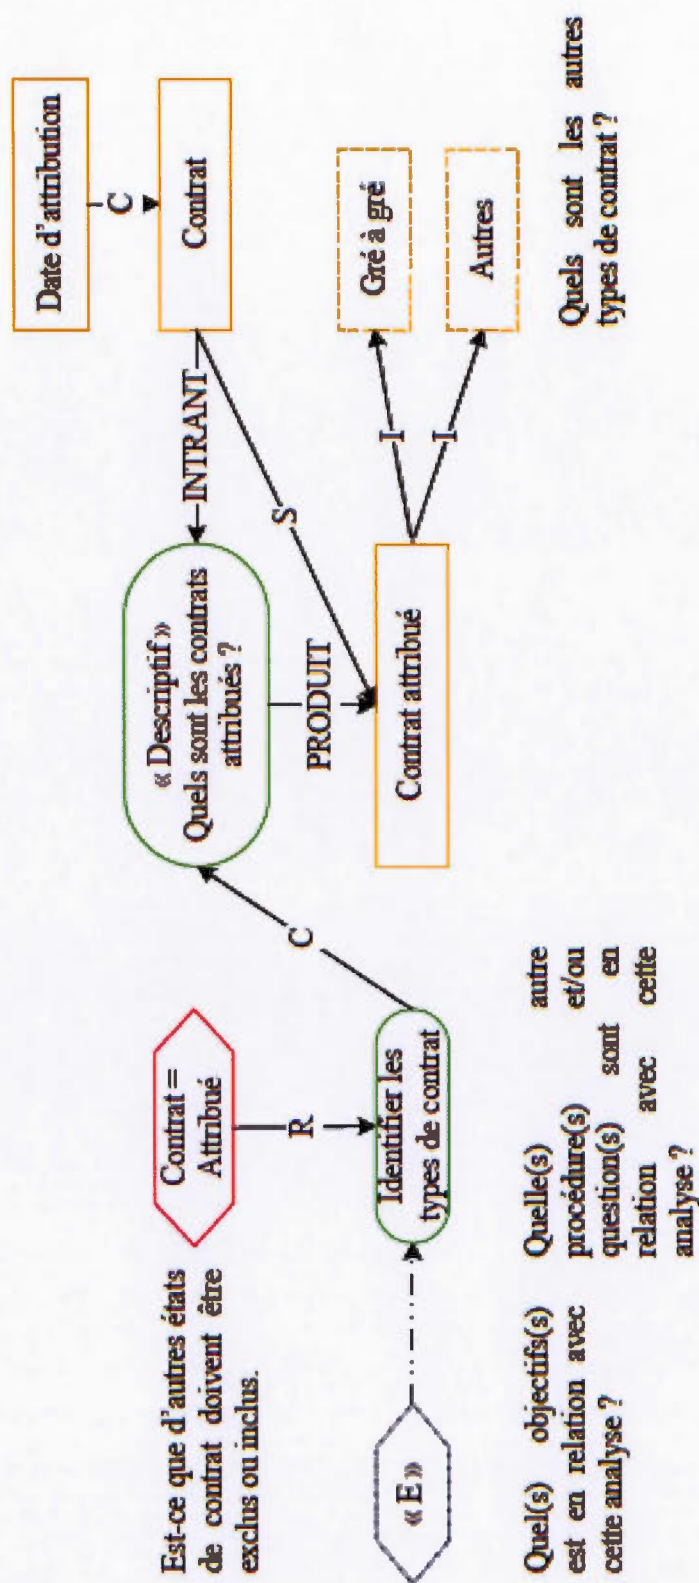 Est-ce que d'autres états
de contrat doivent être
exclus ou inclus.
Contrat =
Attribué
R
Identifier les
types de contrat
« E »
Quel(s) objectifs(s)
est en relation avec
cette analyse ?
Quelle(s) autre
procédure(s) et/ou
question(s) sont en
relation avec cette
analyse ?
C
« Descriptif »
Quels sont les contrats
attribués ?
PRODUIT
Contrat attribué
INTRANT
S
Date d'attribution
C
Contrat
I
Gré à gré
I
Autres
Quels sont les autres
types de contrat ?